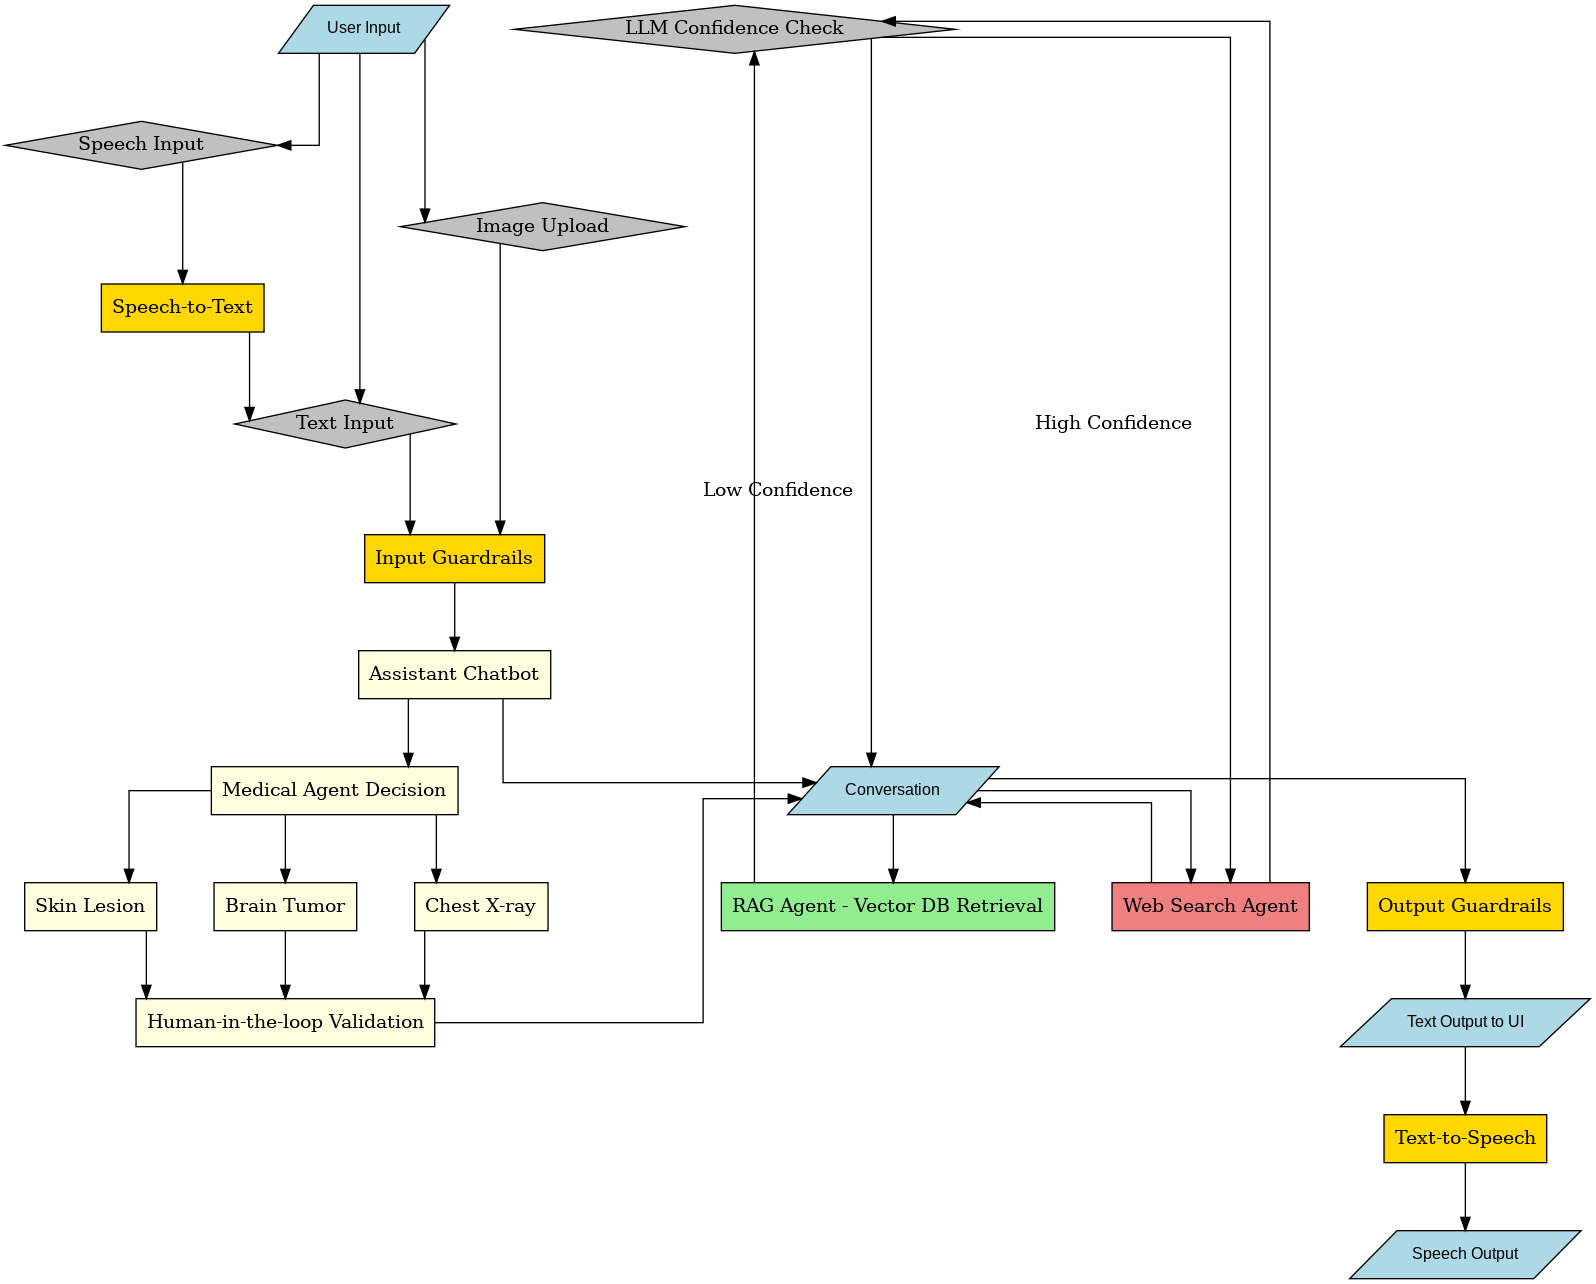 User Input
LLM Confidence Check
Speech Input
Image Upload
Speech-to-Text
Text Input
High Confidence
Low Confidence
Input Guardrails
Assistant Chatbot
Medical Agent Decision
Conversation
Skin Lesion
Brain Tumor
Chest X-ray
RAG Agent - Vector DB Retrieval
Web Search Agent
Output Guardrails
Human-in-the-loop Validation
Text Output to UI
Text-to-Speech
Speech Output